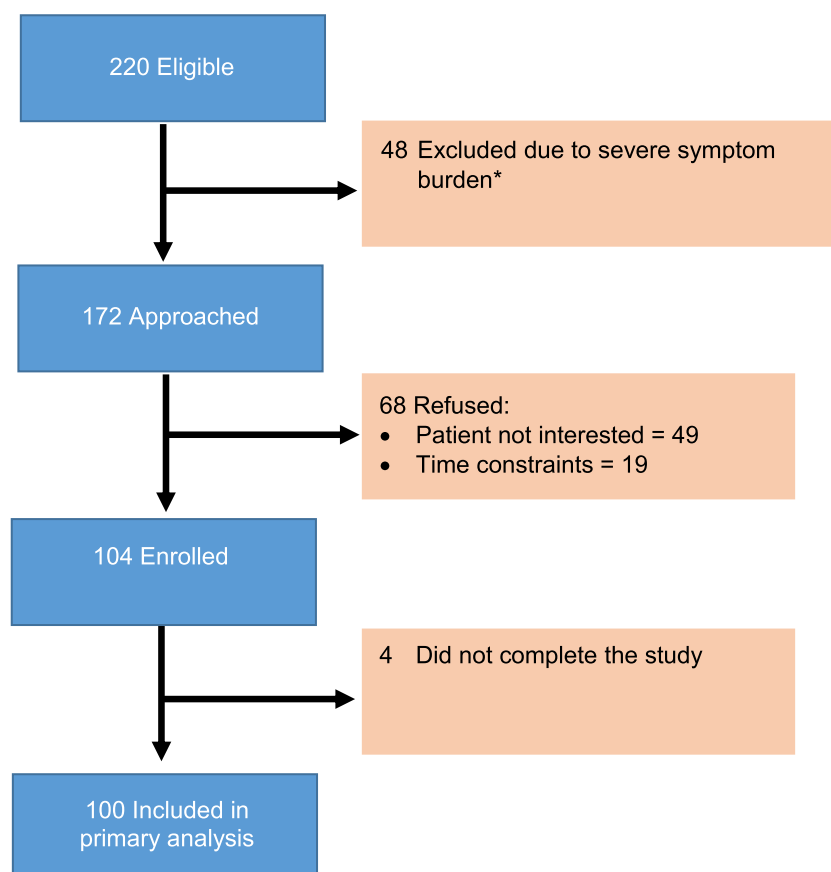 220 Eligible
48 Excluded due to severe symptom
burden*
172 Approached
68 Refused:
• Patient not interested = 49
• Time constraints = 19
104 Enrolled
4 Did not complete the study
100 Included in
primary analysis